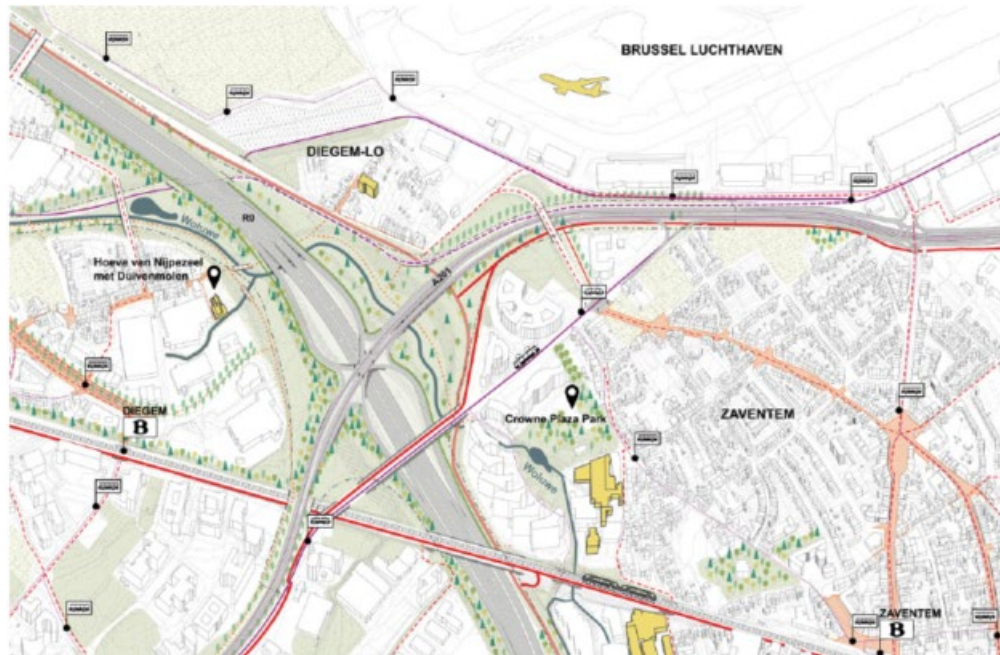 BRUSSEL LUCHTHAVEN
DIEGEM-LO
R0
Woluwe
A201
Hoeve van Nijpezeel
met Duivenmolen
DIEGEM
B
Crowne Plaza Park
ZAVENTEM
Woluwe
ZAVENTEM
B